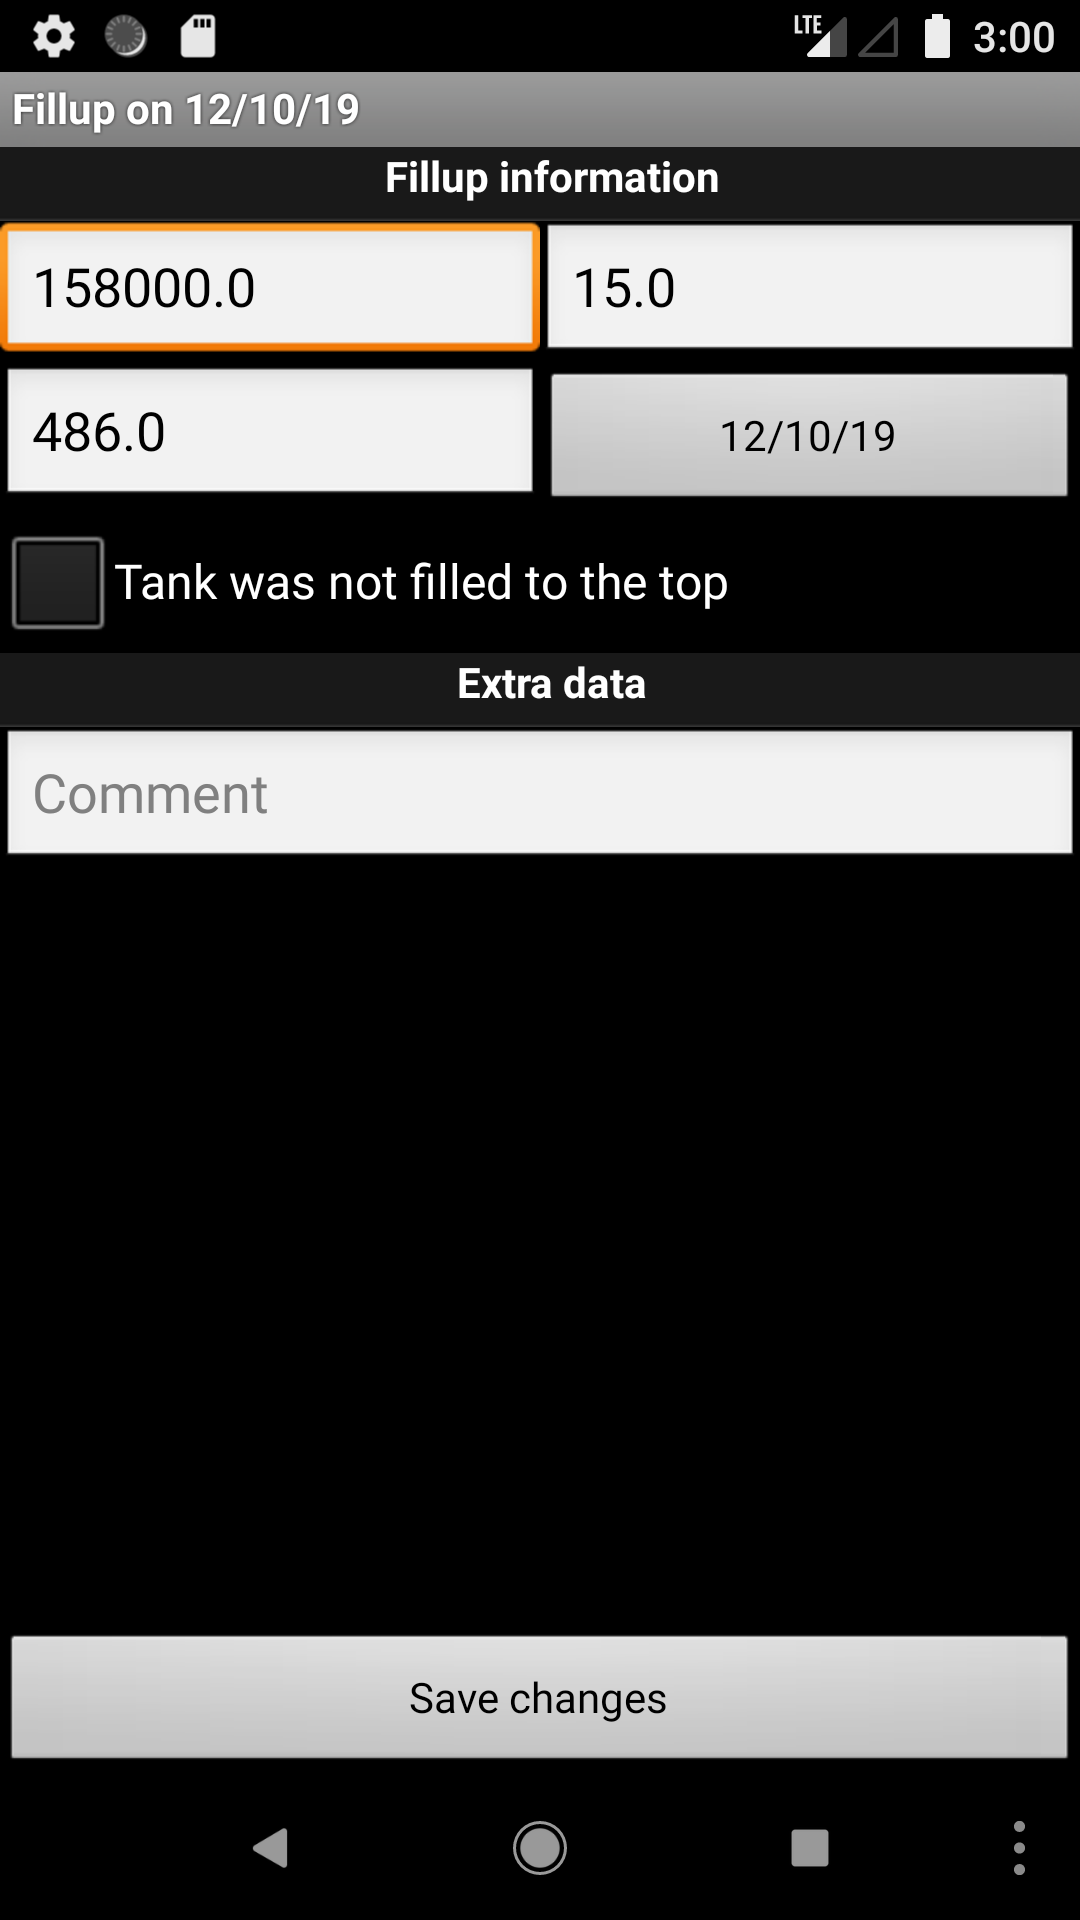 LTE 3:00
Fillup on 12/10/19
Fillup information
158000.0 15.0
486.0 12/10/19
Tank was not filled to the top
Extra data
Comment
Save changes